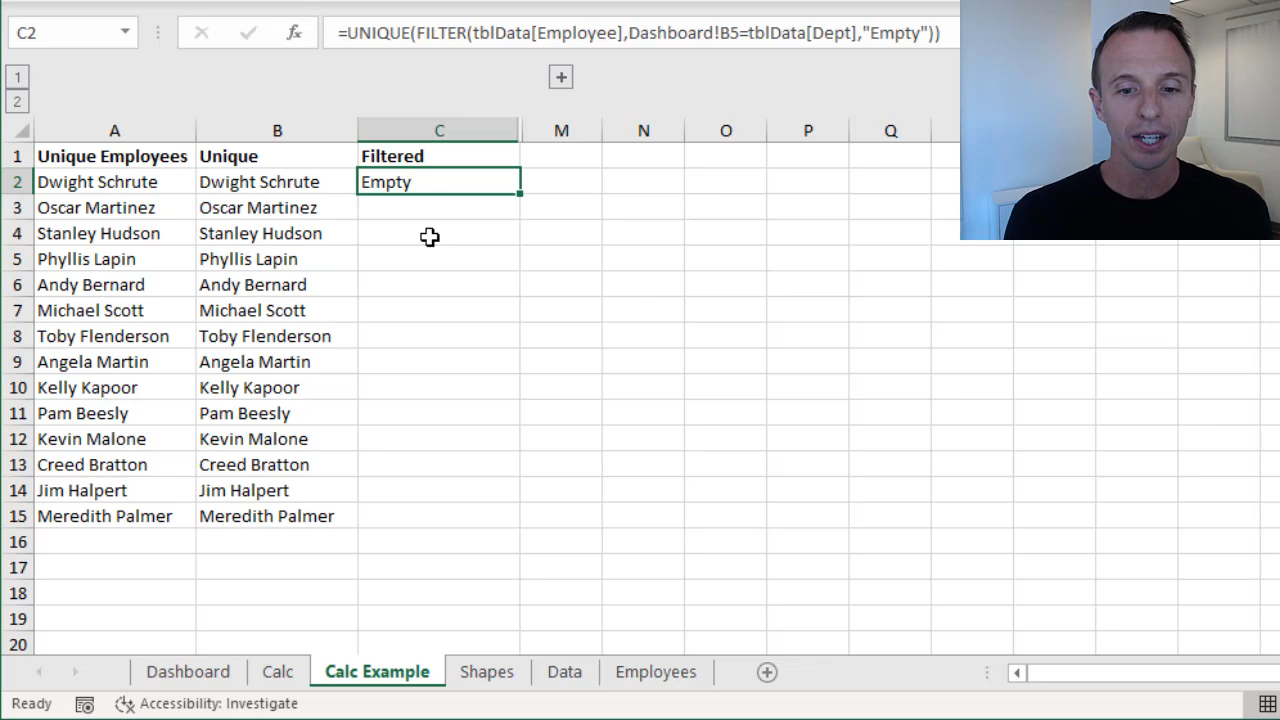 C2 fx =UNIQUE(FILTER(tblData[Employee],Dashboard!B5=tblData[Dept],"Empty"))
1
2
A B C M N O P Q
1 Unique Employees Unique Filtered
2 Dwight Schrute Dwight Schrute Empty
3 Oscar Martinez Oscar Martinez
4 Stanley Hudson Stanley Hudson
5 Phyllis Lapin Phyllis Lapin
6 Andy Bernard Andy Bernard
7 Michael Scott Michael Scott
8 Toby Flenderson Toby Flenderson
9 Angela Martin Angela Martin
10 Kelly Kapoor Kelly Kapoor
11 Pam Beesly Pam Beesly
12 Kevin Malone Kevin Malone
13 Creed Bratton Creed Bratton
14 Jim Halpert Jim Halpert
15 Meredith Palmer Meredith Palmer
16
17
18
19
20
Dashboard Calc Calc Example Shapes Data Employees
Ready Accessibility: Investigate